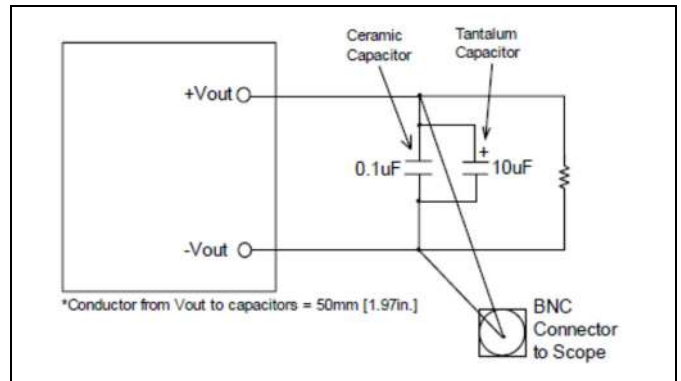 Ceramic
Capacitor
Tantalum
Capacitor
+Vout
+
0.1uF
10uF
-Vout
*Conductor from Vout to capacitors = 50mm [1.97in.]
BNC
Connector
to Scope